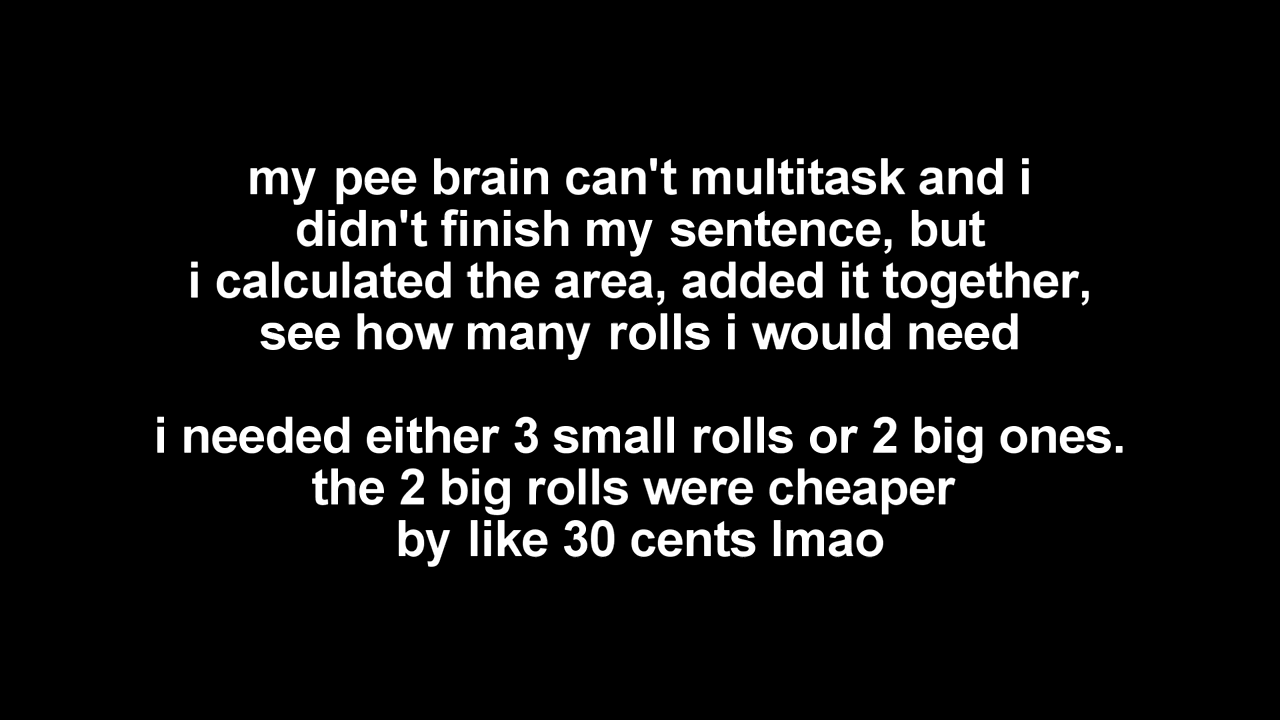 my pee brain can't multitask and i
didn't finish my sentence, but
i calculated the area, added it together,
see how many rolls i would need
i needed either 3 small rolls or 2 big ones.
the 2 big rolls were cheaper
by like 30 cents lmao